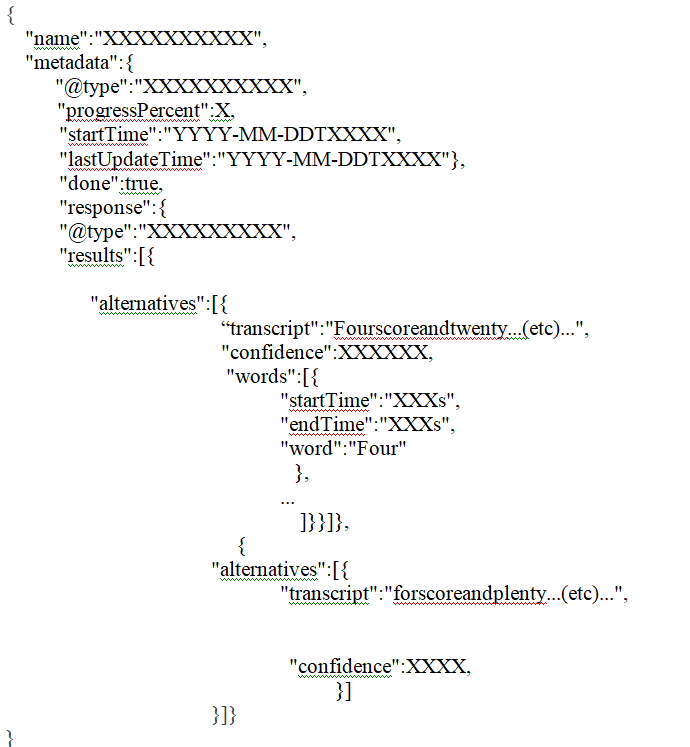 {
"name":"XXXXXXXXXX",
"metadata":{
"@type":"XXXXXXXXXX",
"progressPercent":X,
"startTime":"YYYY-MM-DDTXXXX",
"lastUpdateTime":"YYYY-MM-DDTXXXX"},
"done":true,
"response":{
"@type":"XXXXXXXXX",
"results":[{
"alternatives":[{
“transcript":"Fourscoreandtwenty...(etc)...",
"confidence":XXXXXX,
"words":[{
"startTime":"XXXs",
"endTime":"XXXs",
"word":"Four"
},
...
]}}]},
{
"alternatives":[{
"transcript":"forscoreandplenty...(etc)...",
"confidence":XXXX,
}]
}]}
}